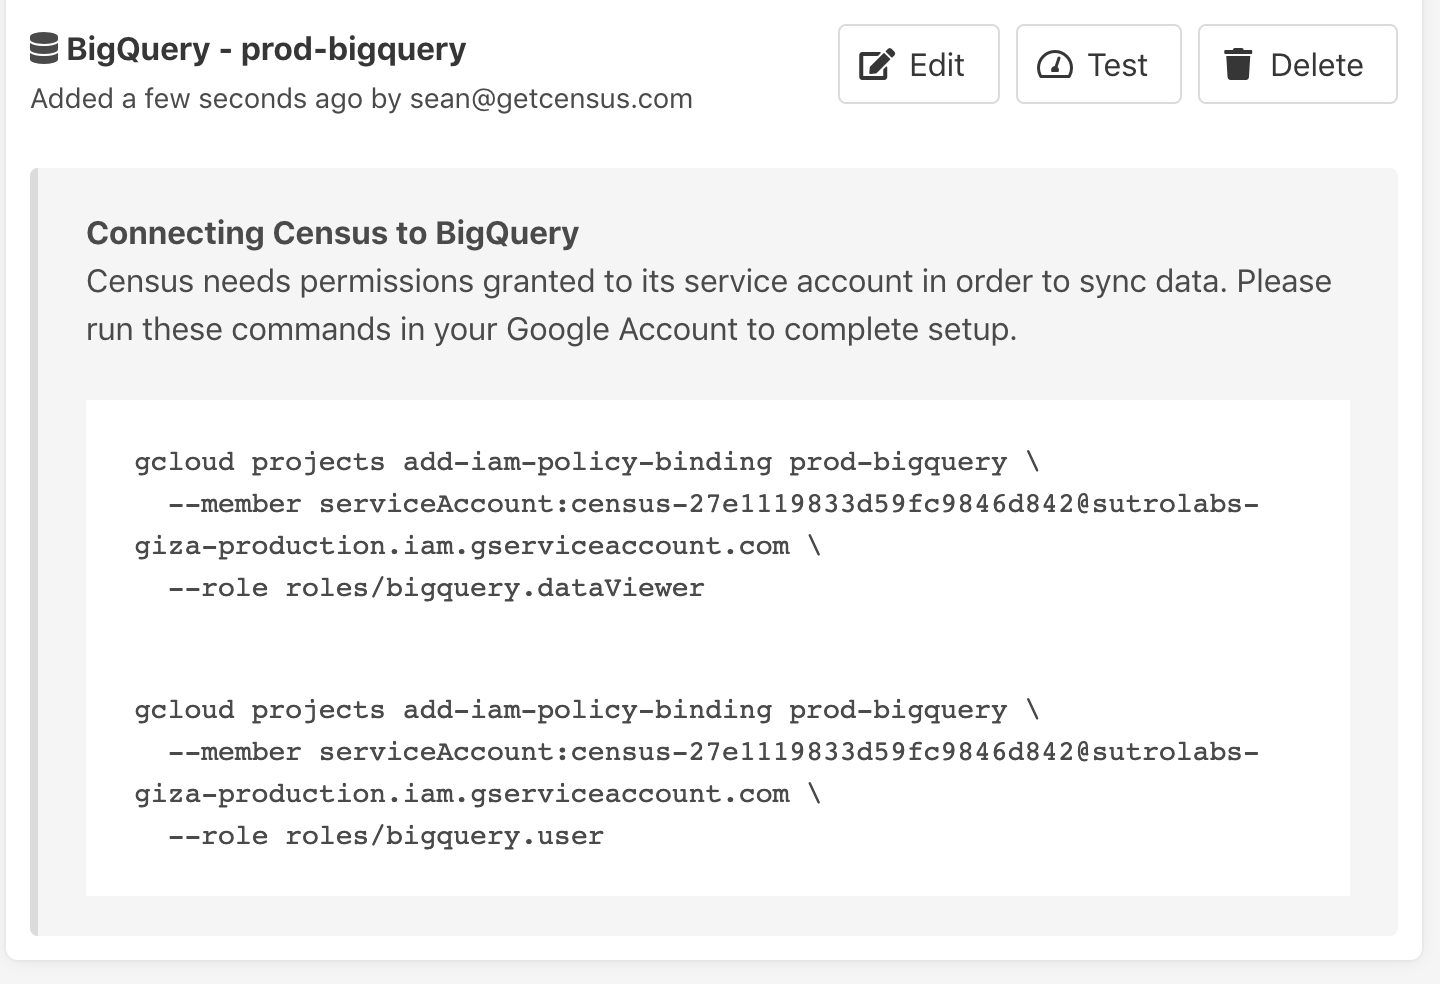 BigQuery - prod-bigquery
Edit
Test
Delete
Added a few seconds ago by sean@getcensus.com
Connecting Census to BigQuery
Census needs permissions granted to its service account in order to sync data. Please
run these commands in your Google Account to complete setup.
gcloud projects add-iam-policy-binding prod-bigquery \
  --member serviceAccount:census-27e1119833d59fc9846d842@sutrolabs-
giza-production.iam.gserviceaccount.com \
  --role roles/bigquery.dataViewer
gcloud projects add-iam-policy-binding prod-bigquery \
  --member serviceAccount:census-27e1119833d59fc9846d842@sutrolabs-
giza-production.iam.gserviceaccount.com \
  --role roles/bigquery.user